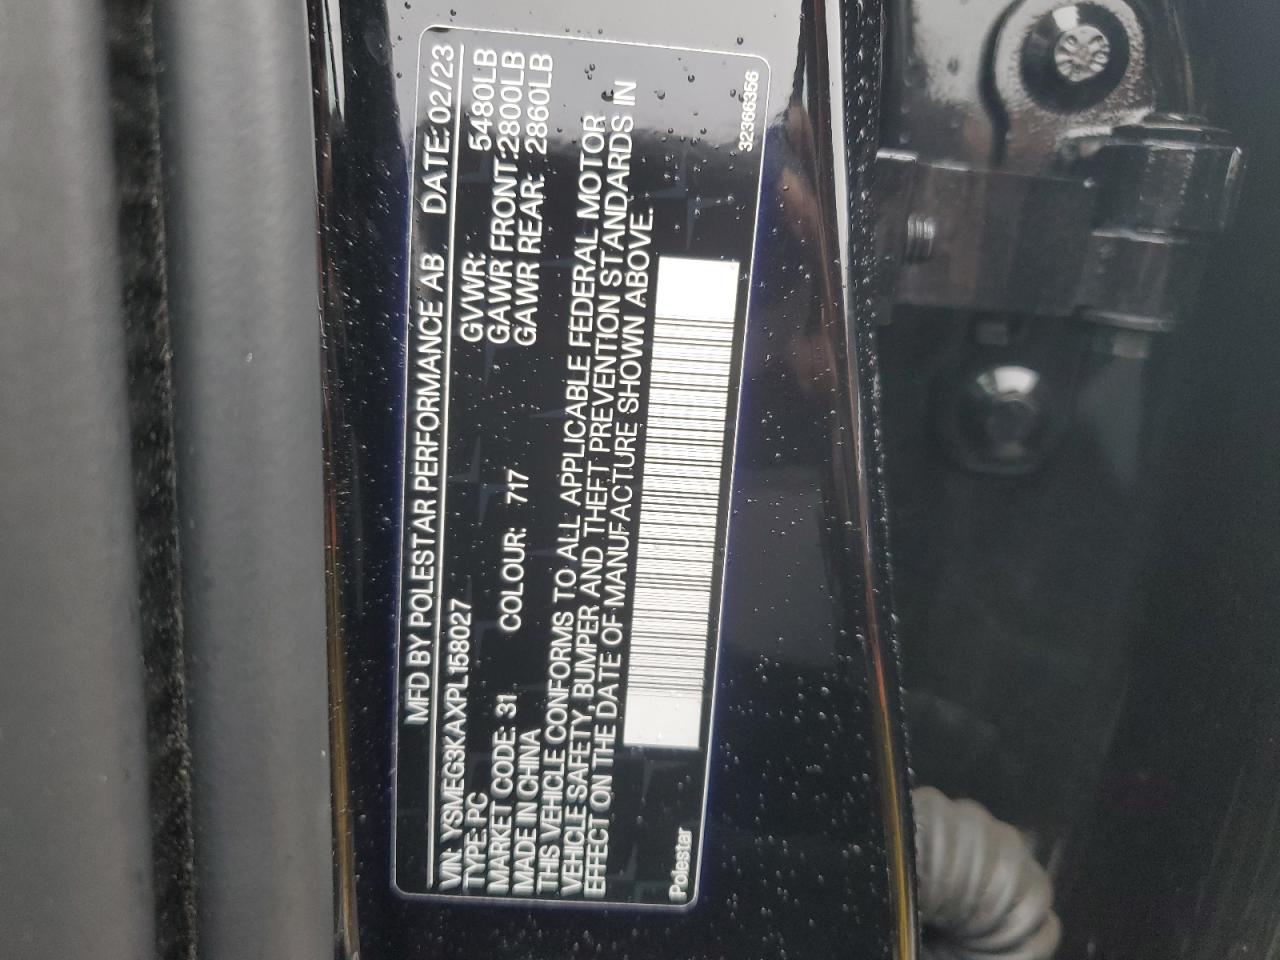 MFD BY POLESTAR PERFORMANCE AB DATE: 02/23
VIN: YSMEG3KAXPL158027
TYPE: PC GVWR: 5480LB
MARKET CODE: 31 GAWR FRONT:2800LB
MADE IN CHINA COLOUR: 717 GAWR REAR: 2860LB
THIS VEHICLE CONFORMS TO ALL APPLICABLE FEDERAL MOTOR
VEHICLE SAFETY, BUMPER AND THEFT PREVENTION STANDARDS IN
EFFECT ON THE DATE OF MANUFACTURE SHOWN ABOVE.
Polestar 32366356